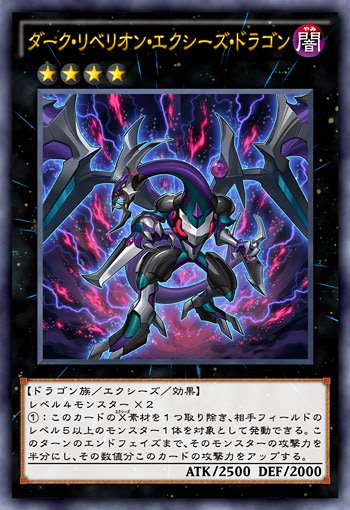 ダーク・リベリオン・エクシーズ・ドラゴン
闇
やみ
【ドラゴン族／エクシーズ／効果】
レベル４モンスター×２
①：このカードのX素材を１つ取り除き、相手フィールドの
レベル５以上のモンスター１体を対象として発動できる。こ
のターンのエンドフェイズまで、そのモンスターの攻撃力を
半分にし、その数値分このカードの攻撃力をアップする。
ATK/2500 DEF/2000